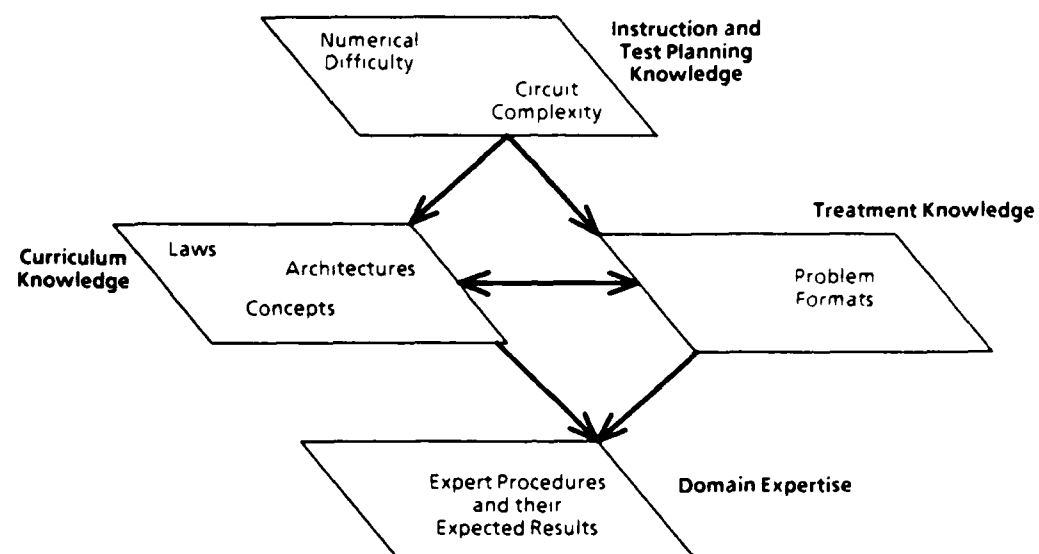 Numerical
Difficulty
Circuit
Complexity
Instruction and
Test Planning
Knowledge
Treatment Knowledge
Curriculum
Knowledge
Laws
Architectures
Concepts
Problem
Formats
Expert Procedures
and their
Expected Results
Domain Expertise